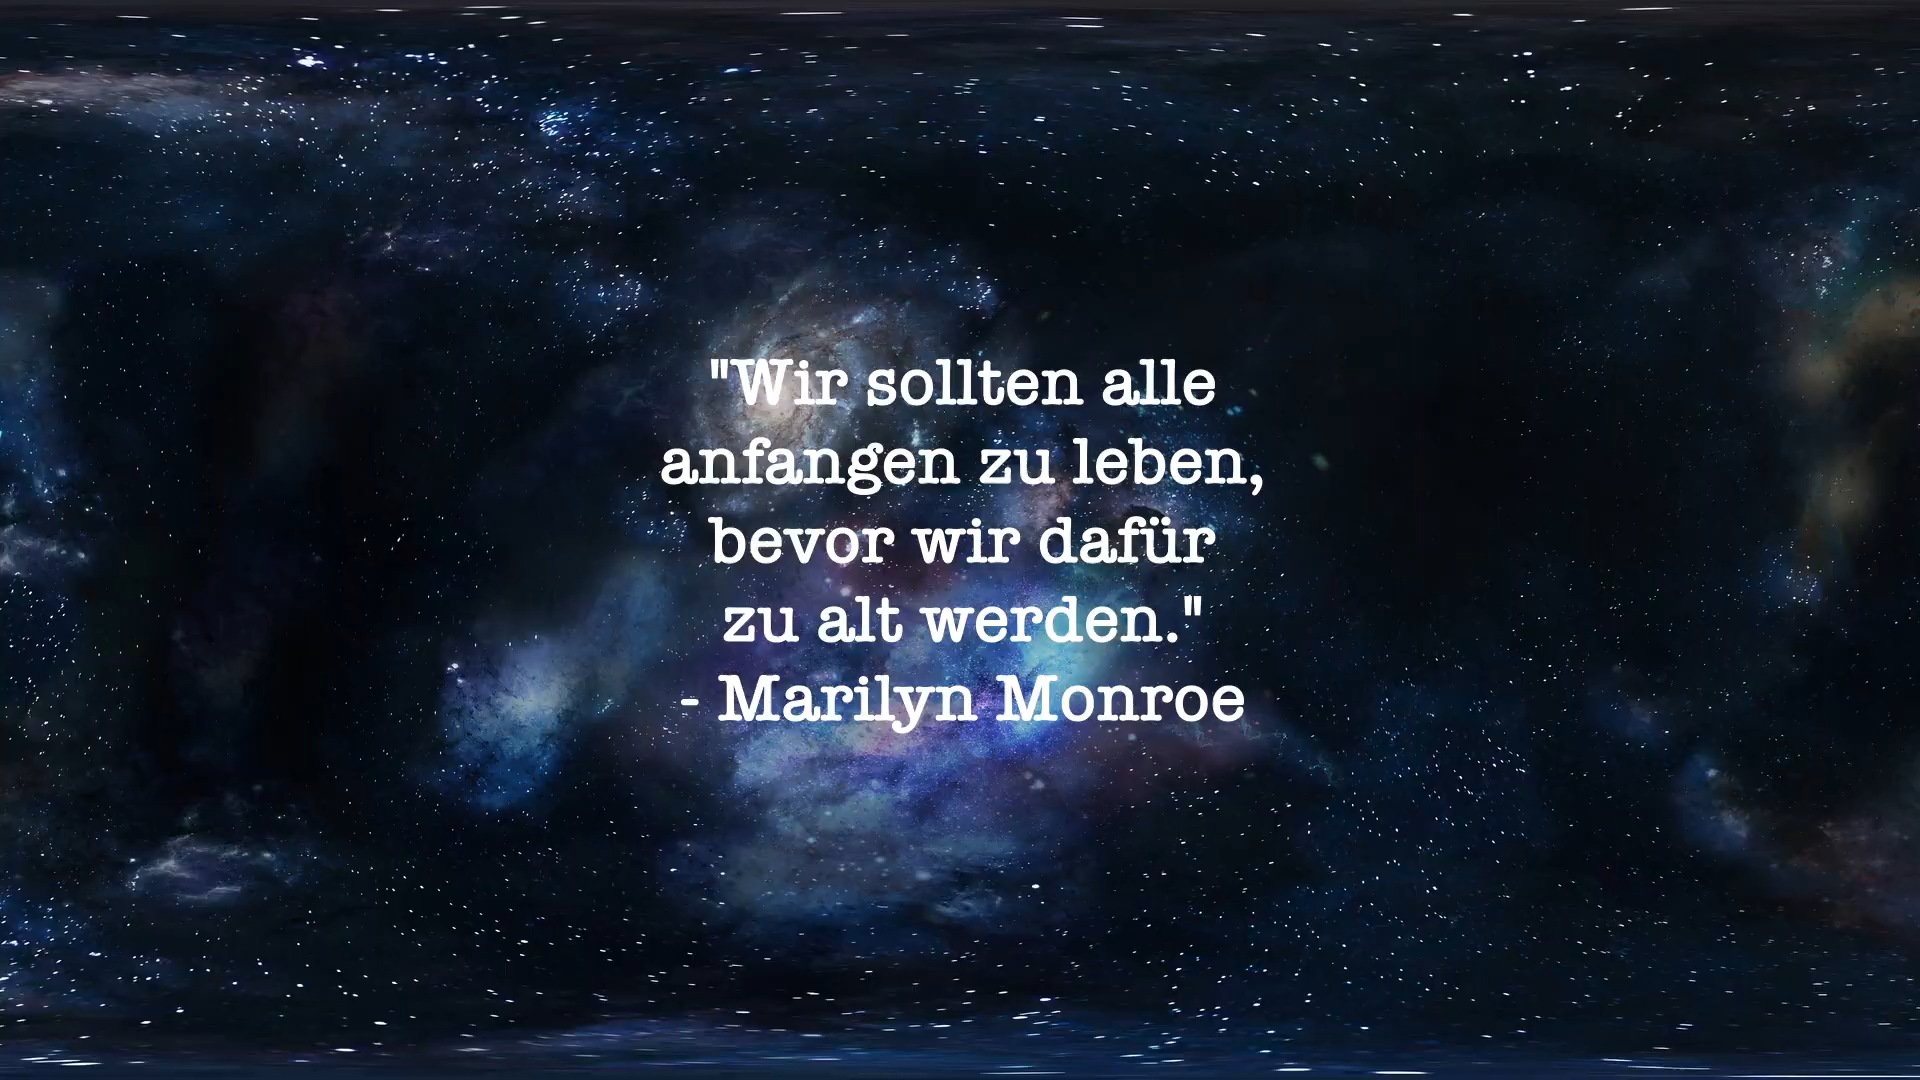 "Wir sollten alle
anfangen zu leben,
bevor wir dafür
zu alt werden."
- Marilyn Monroe